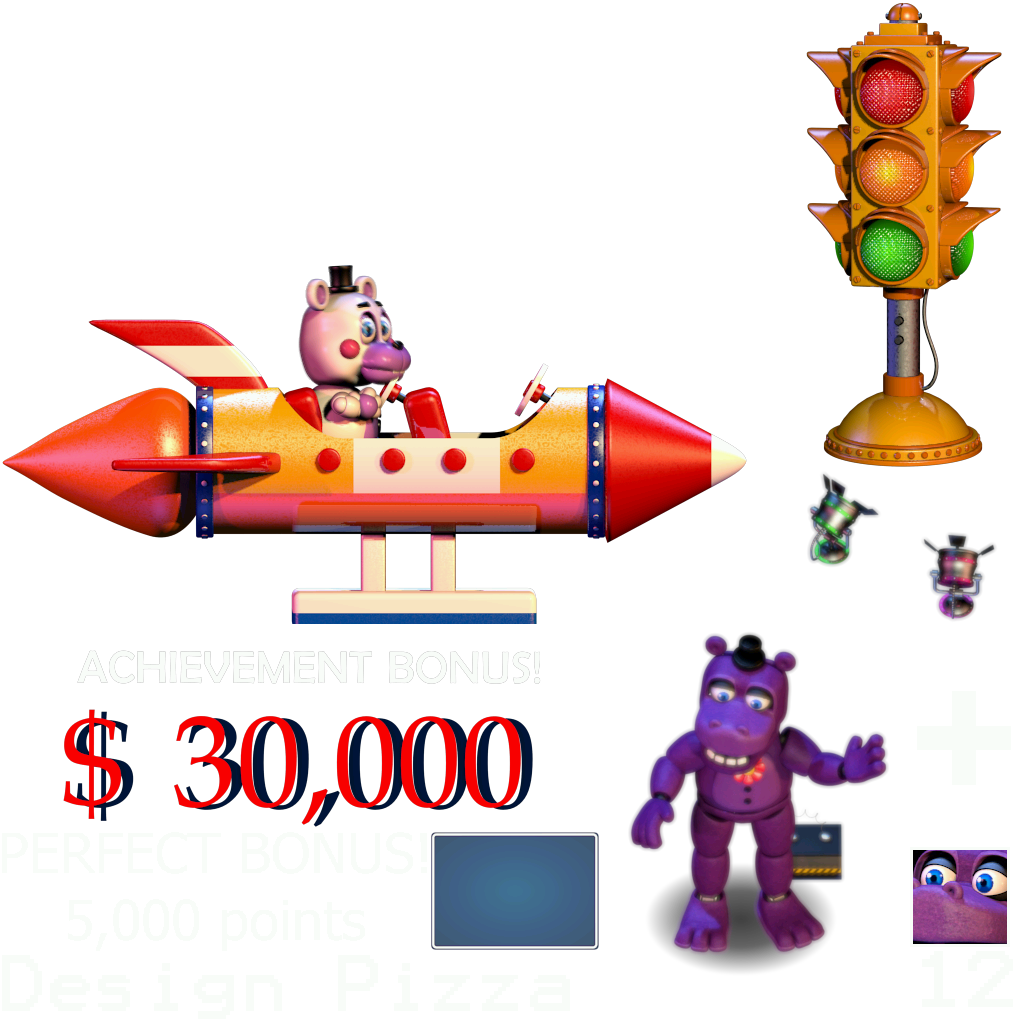 ACHIEVEMENT BONUS!
$ 30,000
PERFECT BONUS!
5,000 points
Design Pizza
+
12